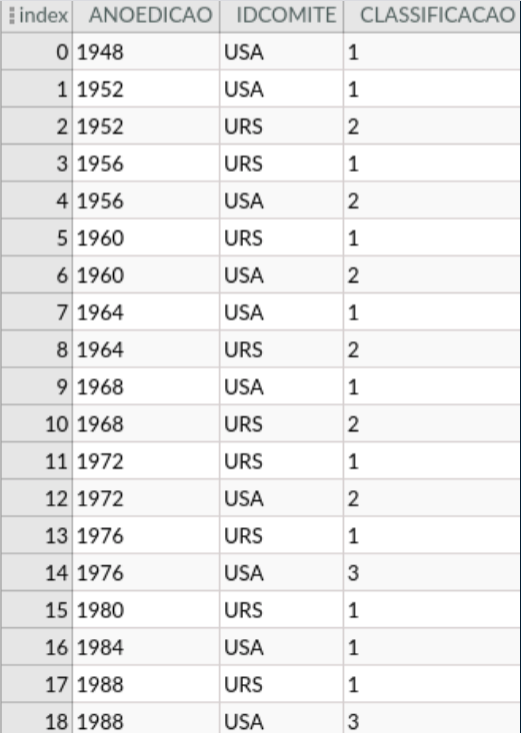 index ANOEDICAO IDCOMITE CLASSIFICACAO
0 1948 USA 1
1 1952 USA 1
2 1952 URS 2
3 1956 URS 1
4 1956 USA 2
5 1960 URS 1
6 1960 USA 2
7 1964 USA 1
8 1964 URS 2
9 1968 USA 1
10 1968 URS 2
11 1972 URS 1
12 1972 USA 2
13 1976 URS 1
14 1976 USA 3
15 1980 URS 1
16 1984 USA 1
17 1988 URS 1
18 1988 USA 3